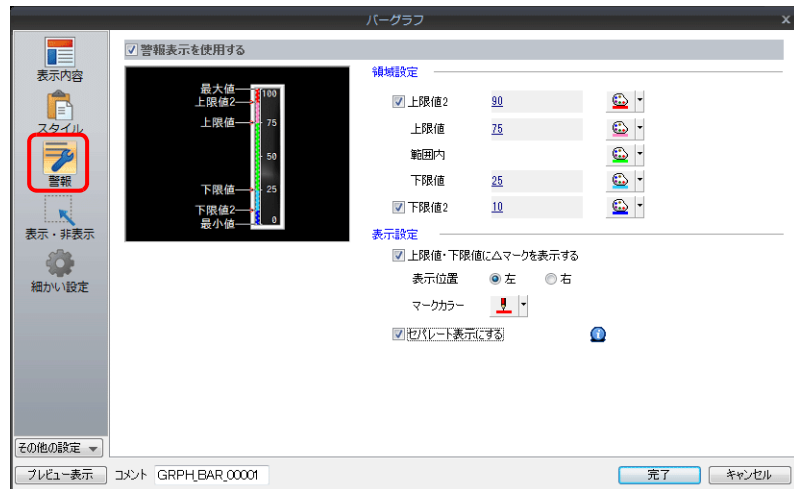 バーグラフ
x
表示内容
スタイル
警報
表示・非表示
細かい設定
その他の設定
警報表示を使用する
最大値
上限値2
上限値
下限値
下限値2
最小値
100
75
50
25
0
領域設定
上限値2 90
上限値 75
範囲内
下限値 25
下限値2 10
表示設定
上限値・下限値に△マークを表示する
表示位置 左 右
マークカラー
セパレート表示にする
プレビュー表示 コメント GRPH_BAR_00001 完了 キャンセル